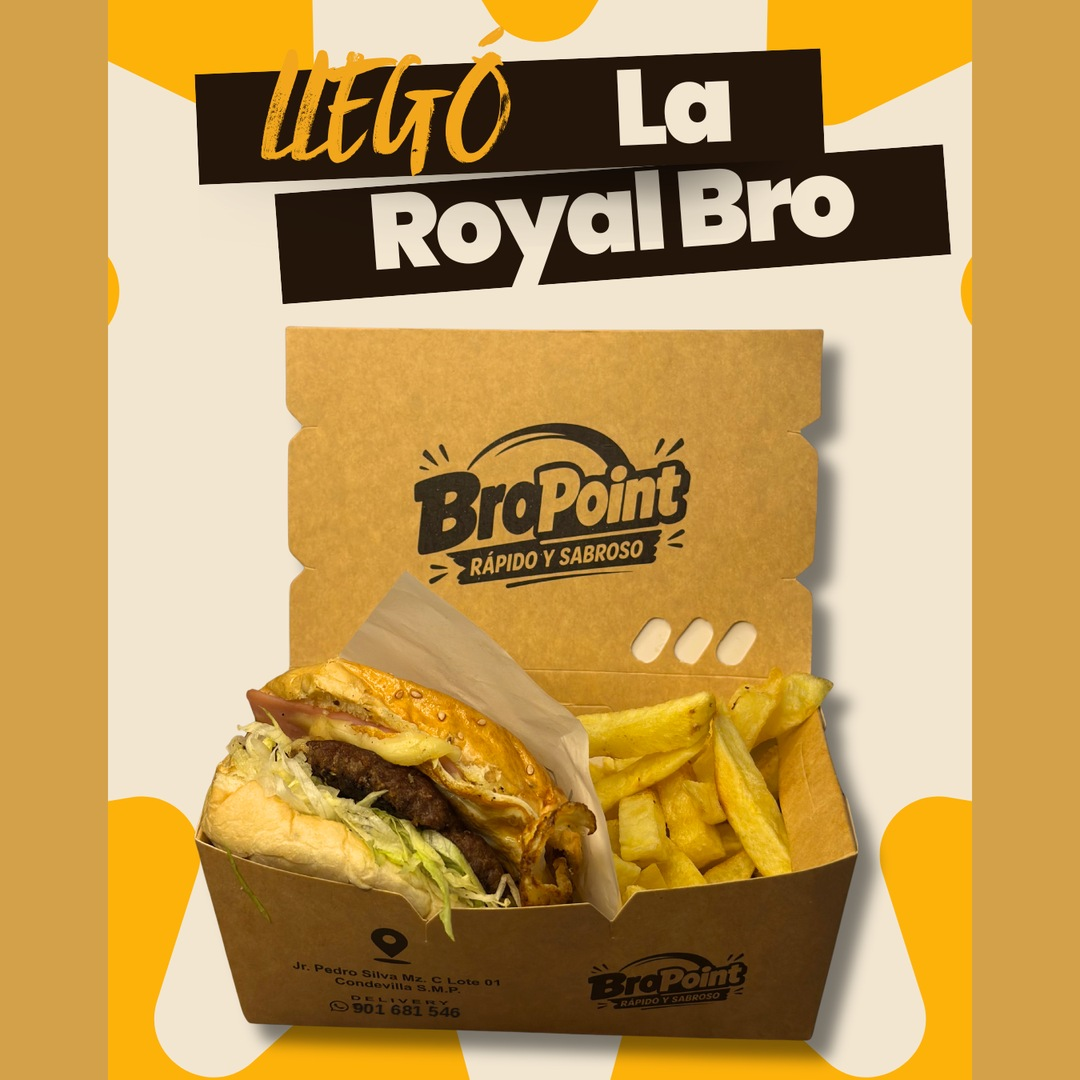 LLEGÓ La
Royal Bro
BroPoint
RÁPIDO Y SABROSO
Jr. Pedro Silva Mz. C Lote 01
Condevilla S.M.P.
DELIVERY
901 681 546
BroPoint
RÁPIDO Y SABROSO